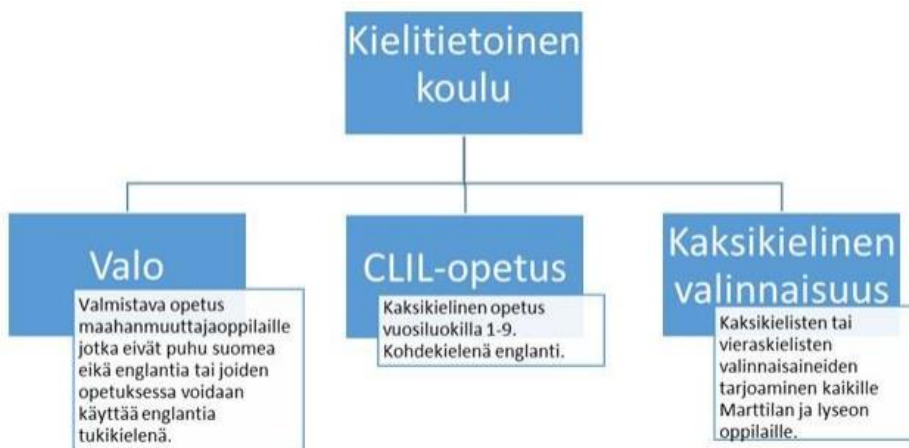 Kielitietoinen
koulu
Valo
Valmistava opetus
maahanmuuttajaoppilaille
jotka eivät puhu suomea
eikä englantia tai joiden
opetuksessa voidaan
käyttää englantia
tukikielenä.
CLIL-opetus
Kaksikielinen opetus
vuosiluokilla 1-9.
Kohdekielenä englanti.
Kaksikielinen
valinnaisuus
Kaksikielisten tai
vieraskielisten
valinnaisaineiden
tarjoaminen kaikille
Marttilan ja lyseon
oppilaille.